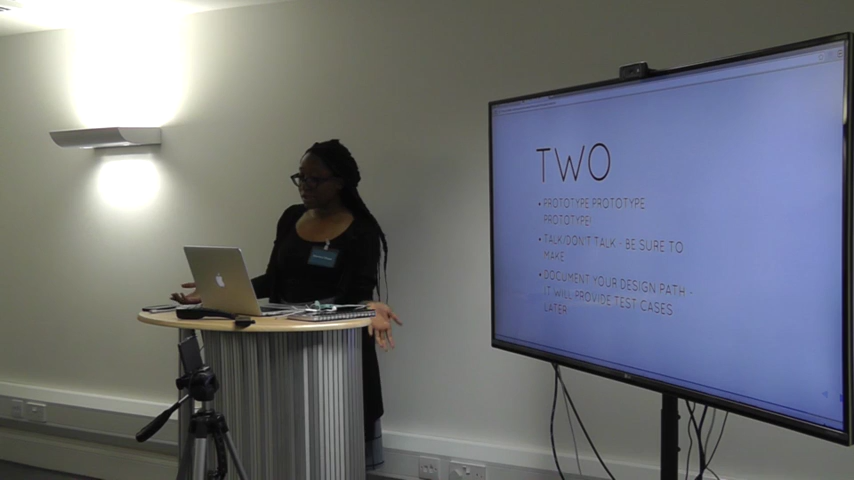 TWO
• PROTOTYPE PROTOTYPE
PROTOTYPE!
• TALK/DON'T TALK - BE SURE TO
MAKE
• DOCUMENT YOUR DESIGN PATH -
IT WILL PROVIDE TEST CASES
LATER